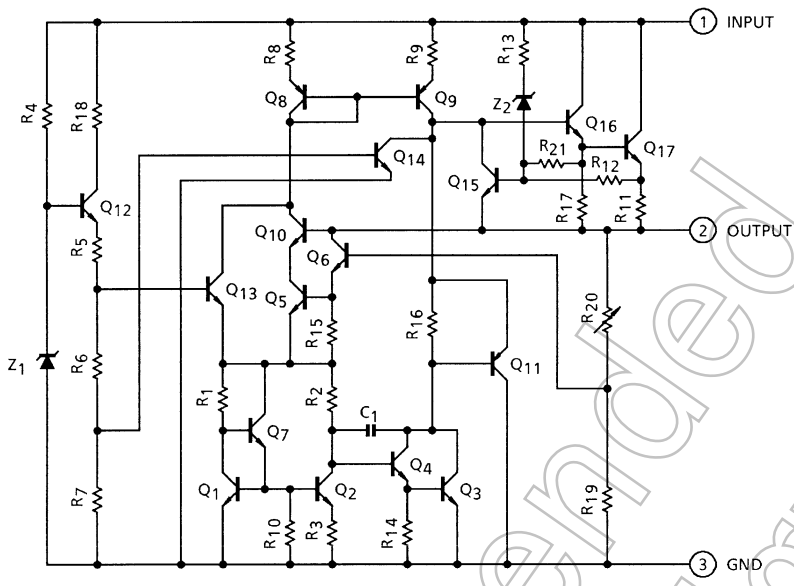 1 INPUT
R8
R9
R13
R4
R18
Q8
Q9
Z2
Q16
Q14
R21
Q17
R12
Q15
Q12
R17
R11
R5
Q10
2 OUTPUT
Q6
Q13
Q5
R20
R15
R16
Z1
R6
Q11
R1
R2
C1
Q7
Q4
R7
Q1
Q2
Q3
R19
R10
R3
R14
3 GND
ended